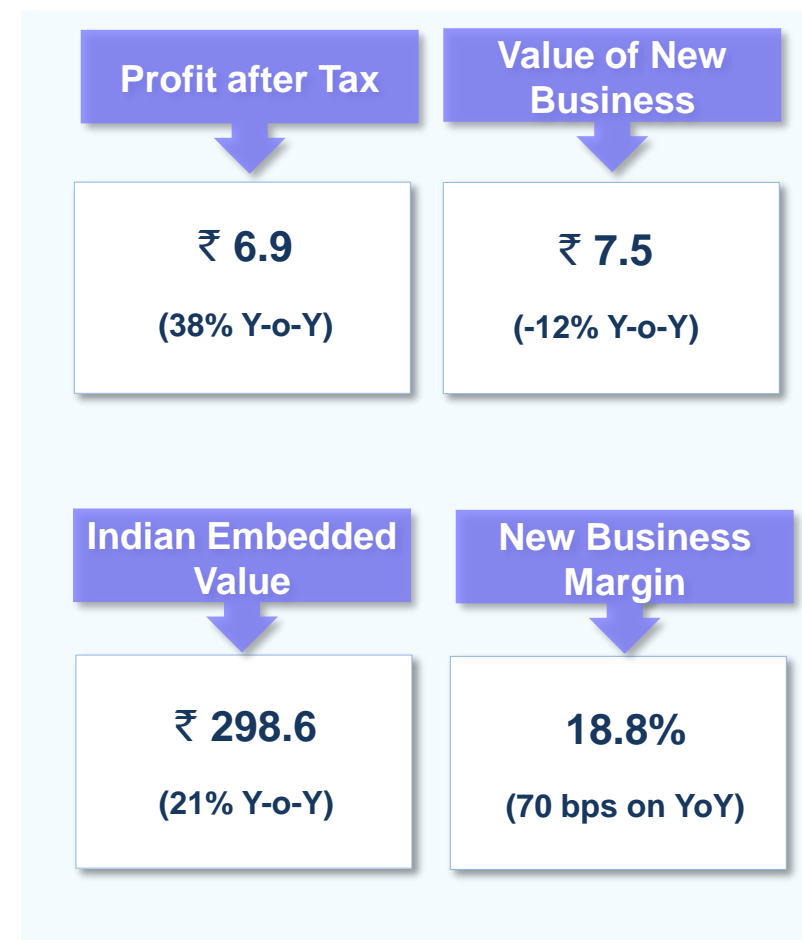 Profit after Tax
₹ 6.9
(38% Y-o-Y)
Value of New
Business
₹ 7.5
(-12% Y-o-Y)
Indian Embedded
Value
₹ 298.6
(21% Y-o-Y)
New Business
Margin
18.8%
(70 bps on YoY)